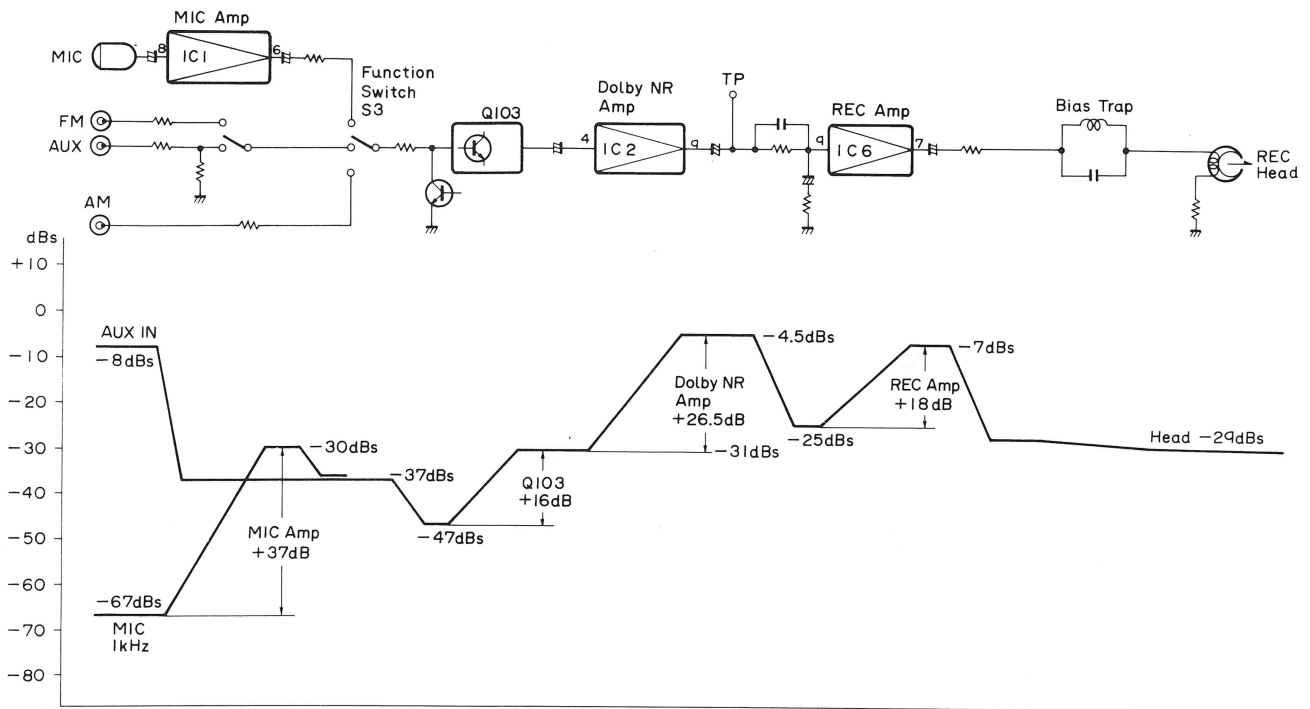 MIC Amp
MIC
8
IC1
6
Function
Switch
S3
FM
AUX
AM
Q103
Dolby NR
Amp
4
IC2
9
TP
REC Amp
9
IC6
7
Bias Trap
REC
Head
dBs
+10
0
−10
−20
−30
−40
−50
−60
−70
−80
AUX IN
−8dBs
−67dBs
MIC
1kHz
MIC Amp
+37dB
−30dBs
−37dBs
−47dBs
Q103
+16dB
Dolby NR
Amp
+26.5dB
−31dBs
−4.5dBs
−25dBs
REC Amp
+18dB
−7dBs
Head −29dBs